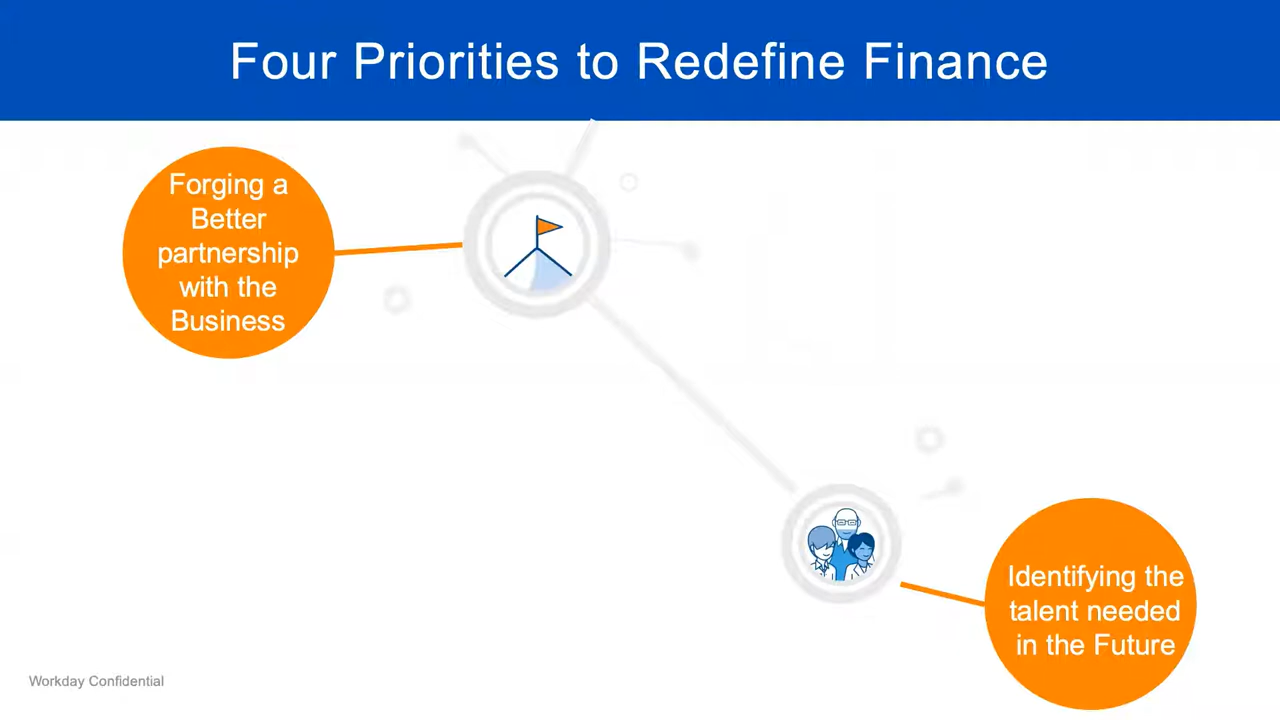 Four Priorities to Redefine Finance
Forging a
Better
partnership
with the
Business
Identifying the
talent needed
in the Future
Workday Confidential